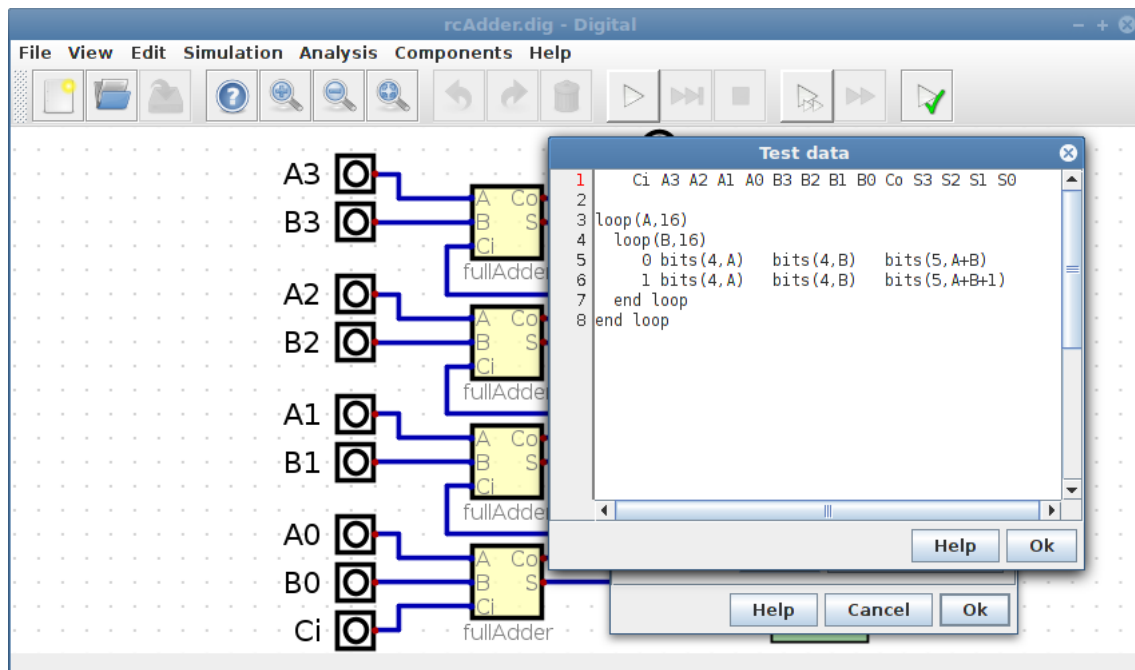 rcAdder.dig - Digital
File View Edit Simulation Analysis Components Help
Test data
1 Ci A3 A2 A1 A0 B3 B2 B1 B0 Co S3 S2 S1 S0
2
3 loop(A,16)
4 loop(B,16)
5 0 bits(4,A) bits(4,B) bits(5,A+B)
6 1 bits(4,A) bits(4,B) bits(5,A+B+1)
7 end loop
8 end loop
Help Ok
Help Cancel Ok
A3
B3
A Co
B S
Ci
fullAdder
A2
B2
A Co
B S
Ci
fullAdder
A1
B1
A Co
B S
Ci
fullAdder
A0
B0
Ci
A Co
B S
Ci
fullAdder